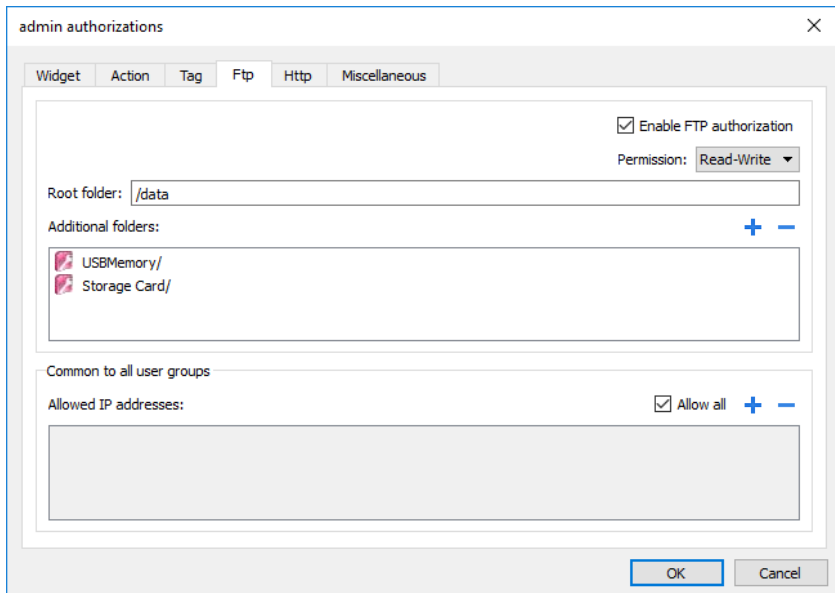 admin authorizations
Widget Action Tag Ftp Http Miscellaneous
Enable FTP authorization
Permission: Read-Write
Root folder: /data
Additional folders:
USBMemory/
Storage Card/
Common to all user groups
Allowed IP addresses: Allow all
OK Cancel